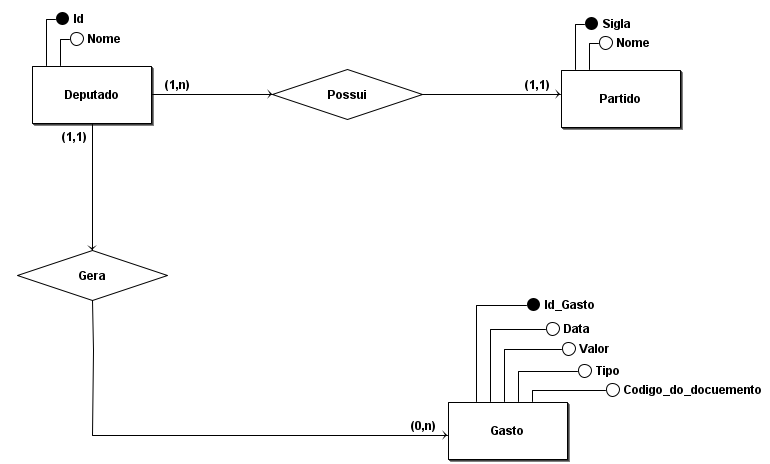 Id
Nome
Deputado
(1,n)
Possui
(1,1)
Sigla
Nome
Partido
(1,1)
Gera
Id_Gasto
Data
Valor
Tipo
Codigo_do_docuemento
(0,n)
Gasto